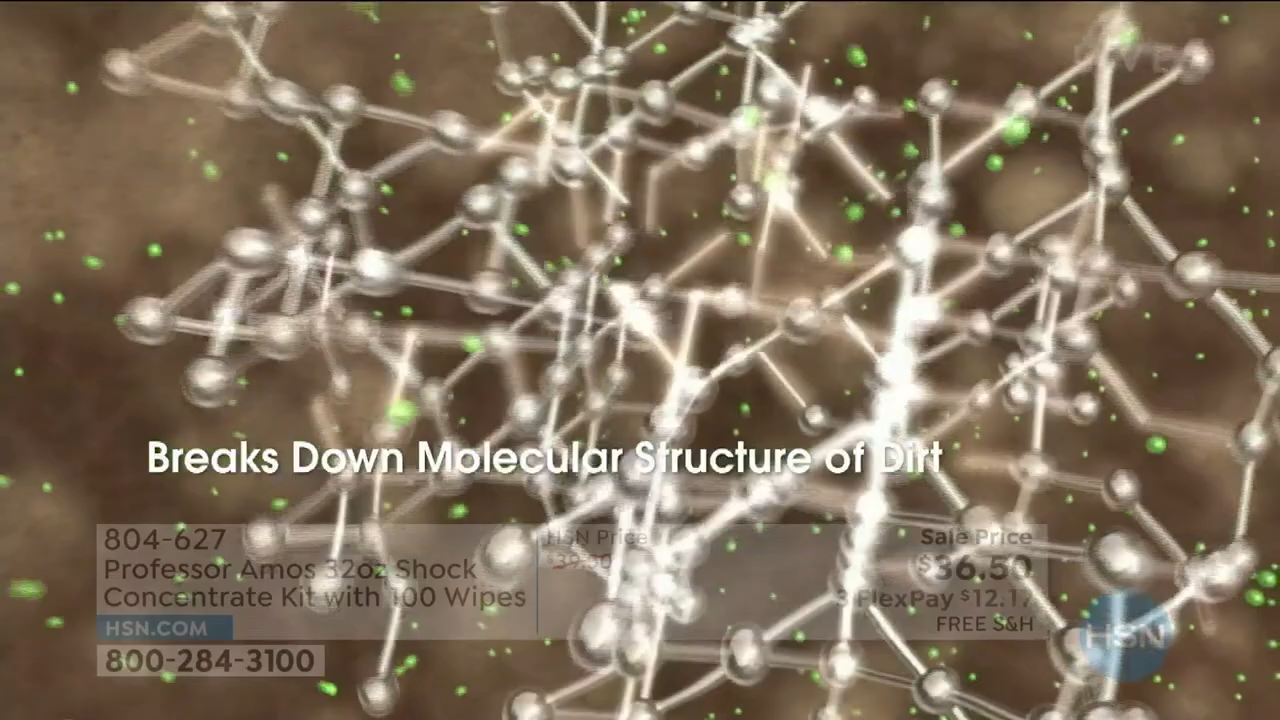 LIVE
Breaks Down Molecular Structure of Dirt
804-627
Professor Amos 32oz Shock
Concentrate Kit with 100 Wipes
HSN.COM
800-284-3100
HSN Price
Sale Price
$36.50
3 FlexPay $12.17
FREE S&H
HSN